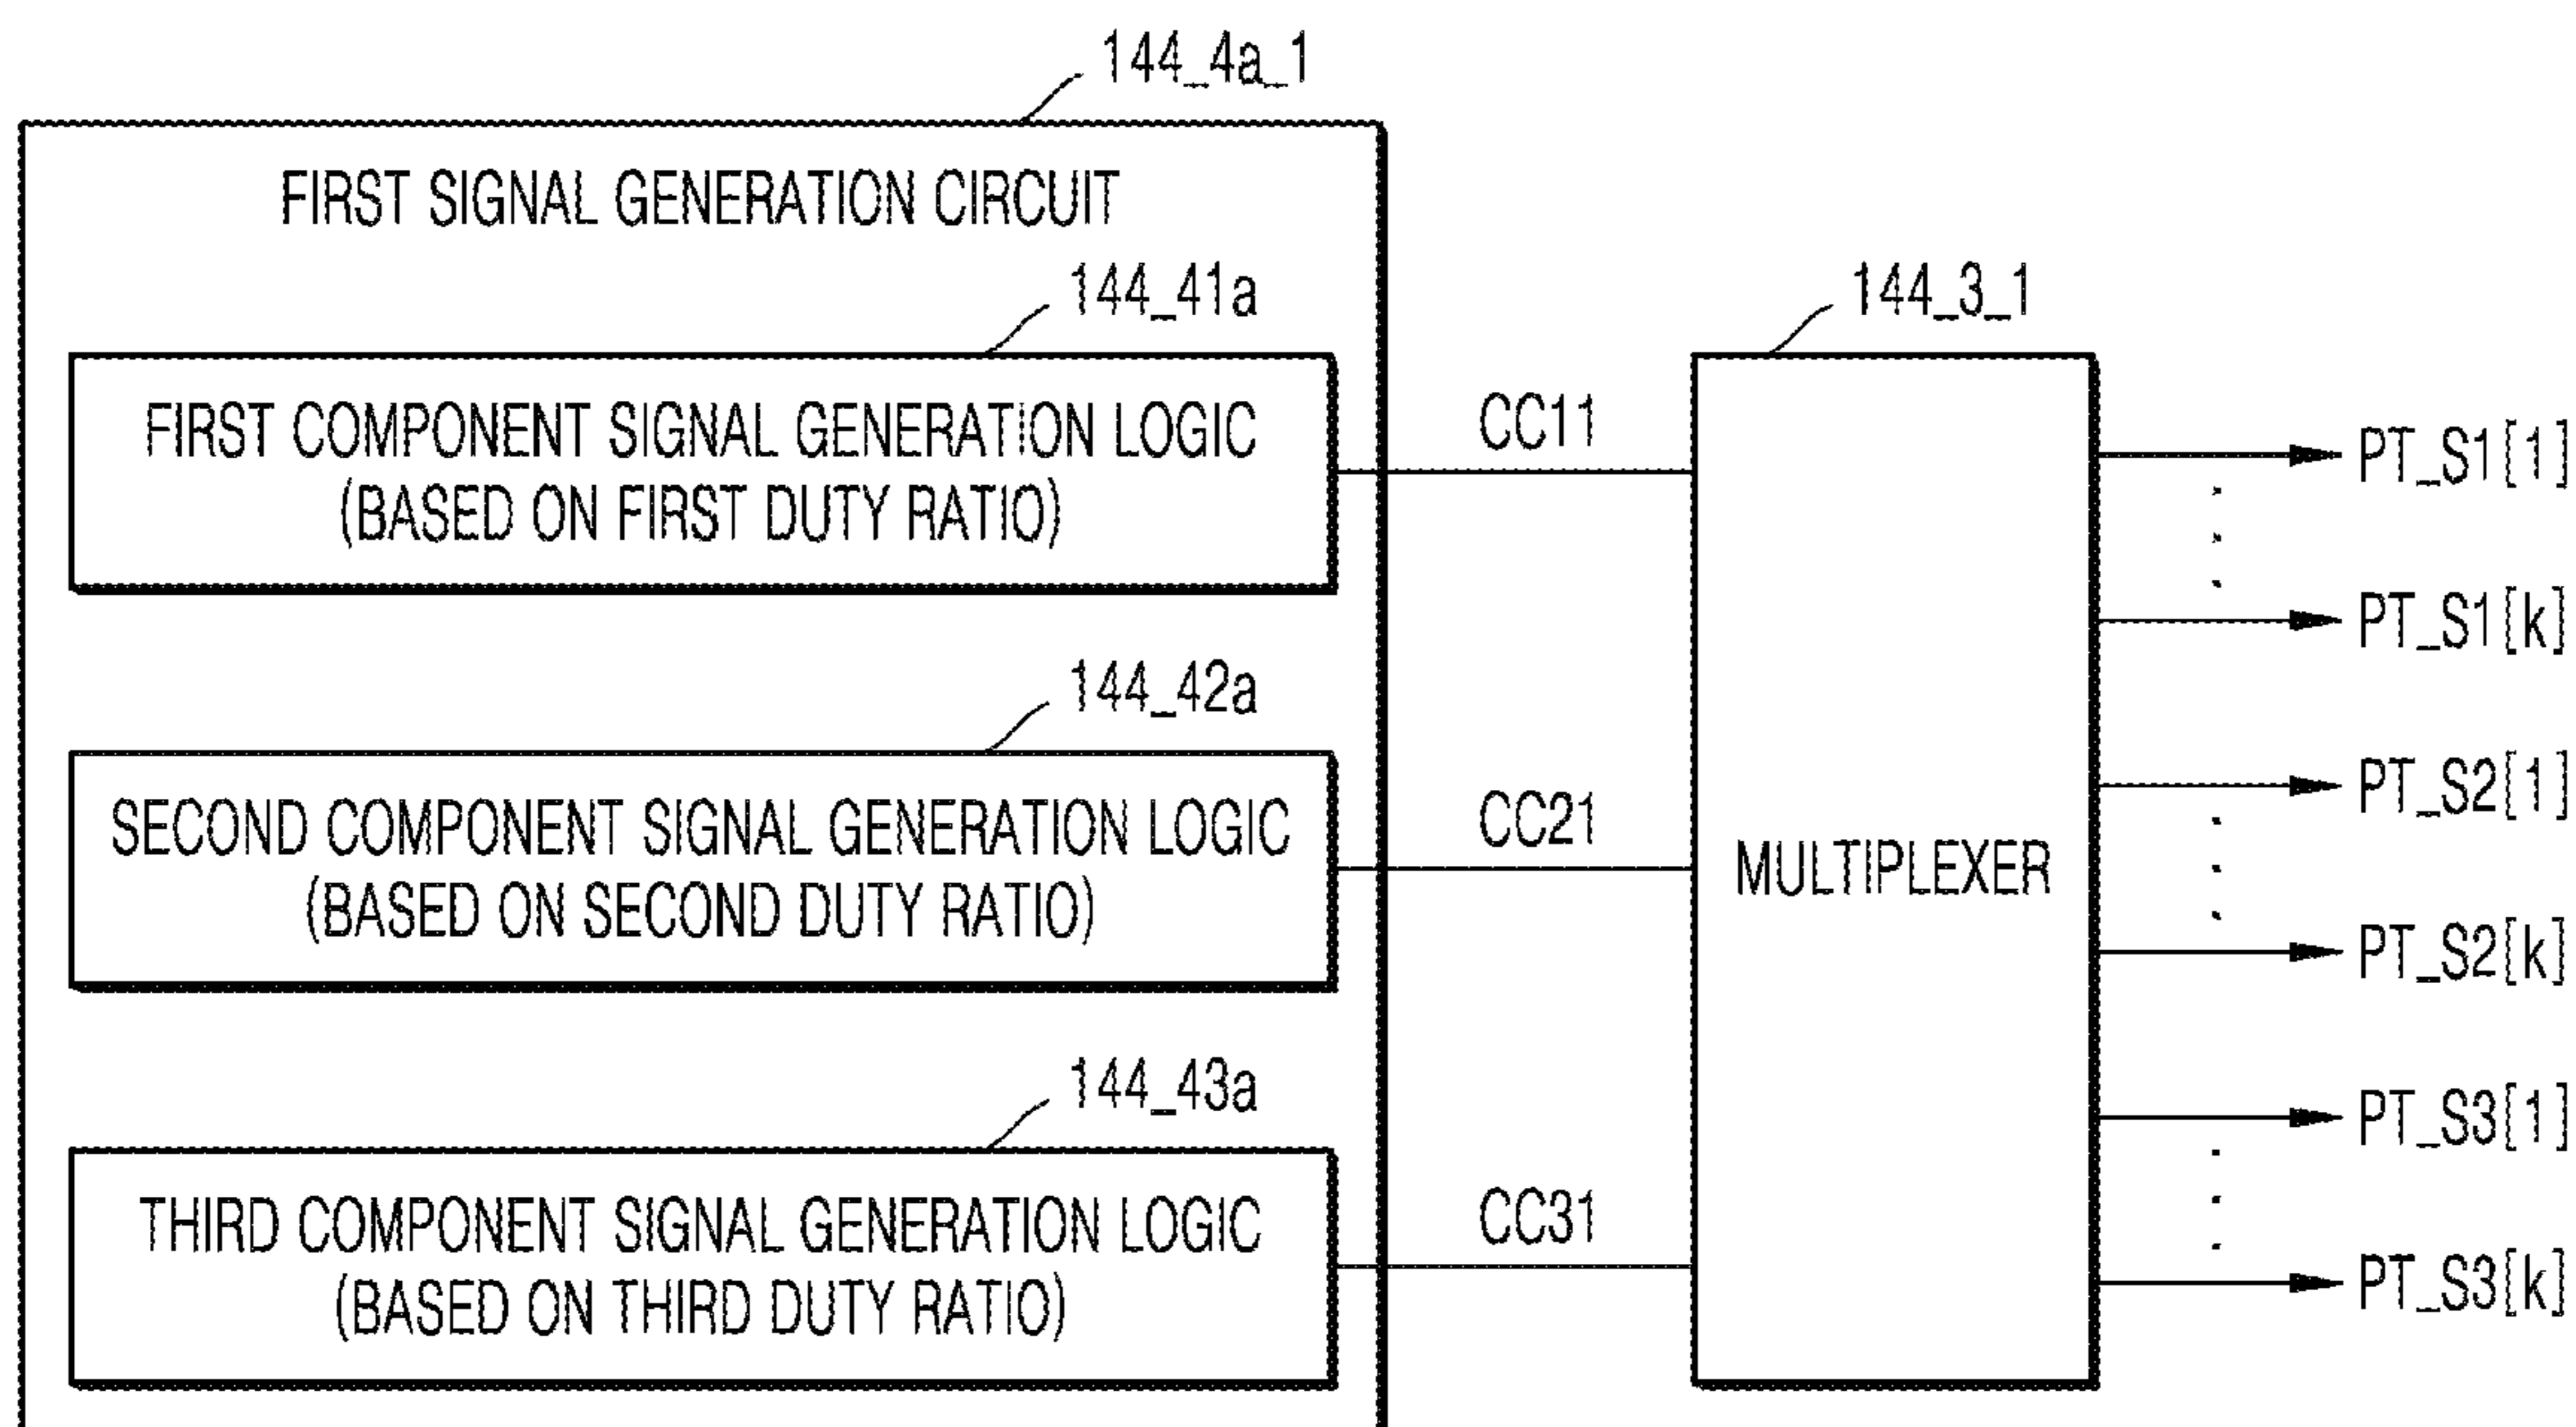 144_4a_1
FIRST SIGNAL GENERATION CIRCUIT
144_41a
144_3_1
FIRST COMPONENT SIGNAL GENERATION LOGIC
(BASED ON FIRST DUTY RATIO)
CC11
PT_S1[1]
PT_S1[k]
144_42a
SECOND COMPONENT SIGNAL GENERATION LOGIC
(BASED ON SECOND DUTY RATIO)
CC21
MULTIPLEXER
PT_S2[1]
PT_S2[k]
144_43a
THIRD COMPONENT SIGNAL GENERATION LOGIC
(BASED ON THIRD DUTY RATIO)
CC31
PT_S3[1]
PT_S3[k]